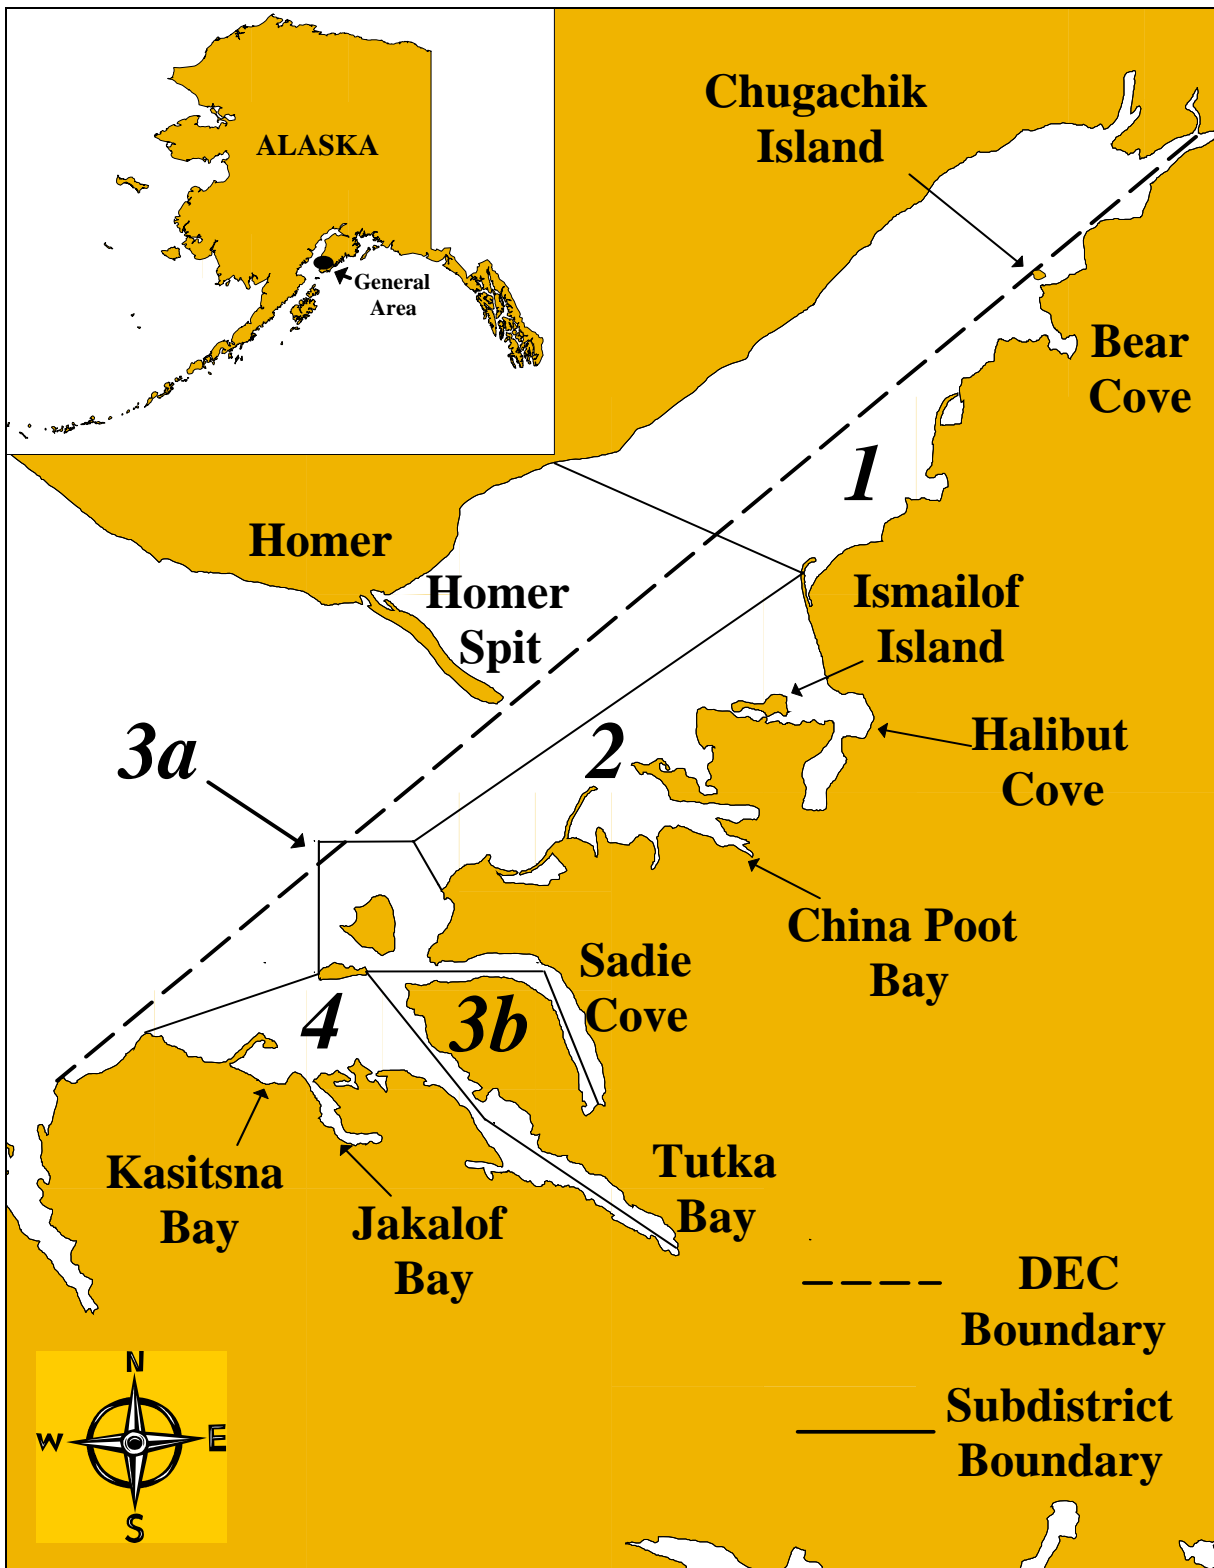 ALASKA
General
Area
Chugachik
Island
Bear
Cove
1
Homer
Homer
Spit
Ismailof
Island
3a
2
Halibut
Cove
China Poot
Bay
Sadie
Cove
4
3b
Kasitsna
Bay
Jakalof
Bay
Tutka
Bay
DEC
Boundary
Subdistrict
Boundary
N
W
E
S